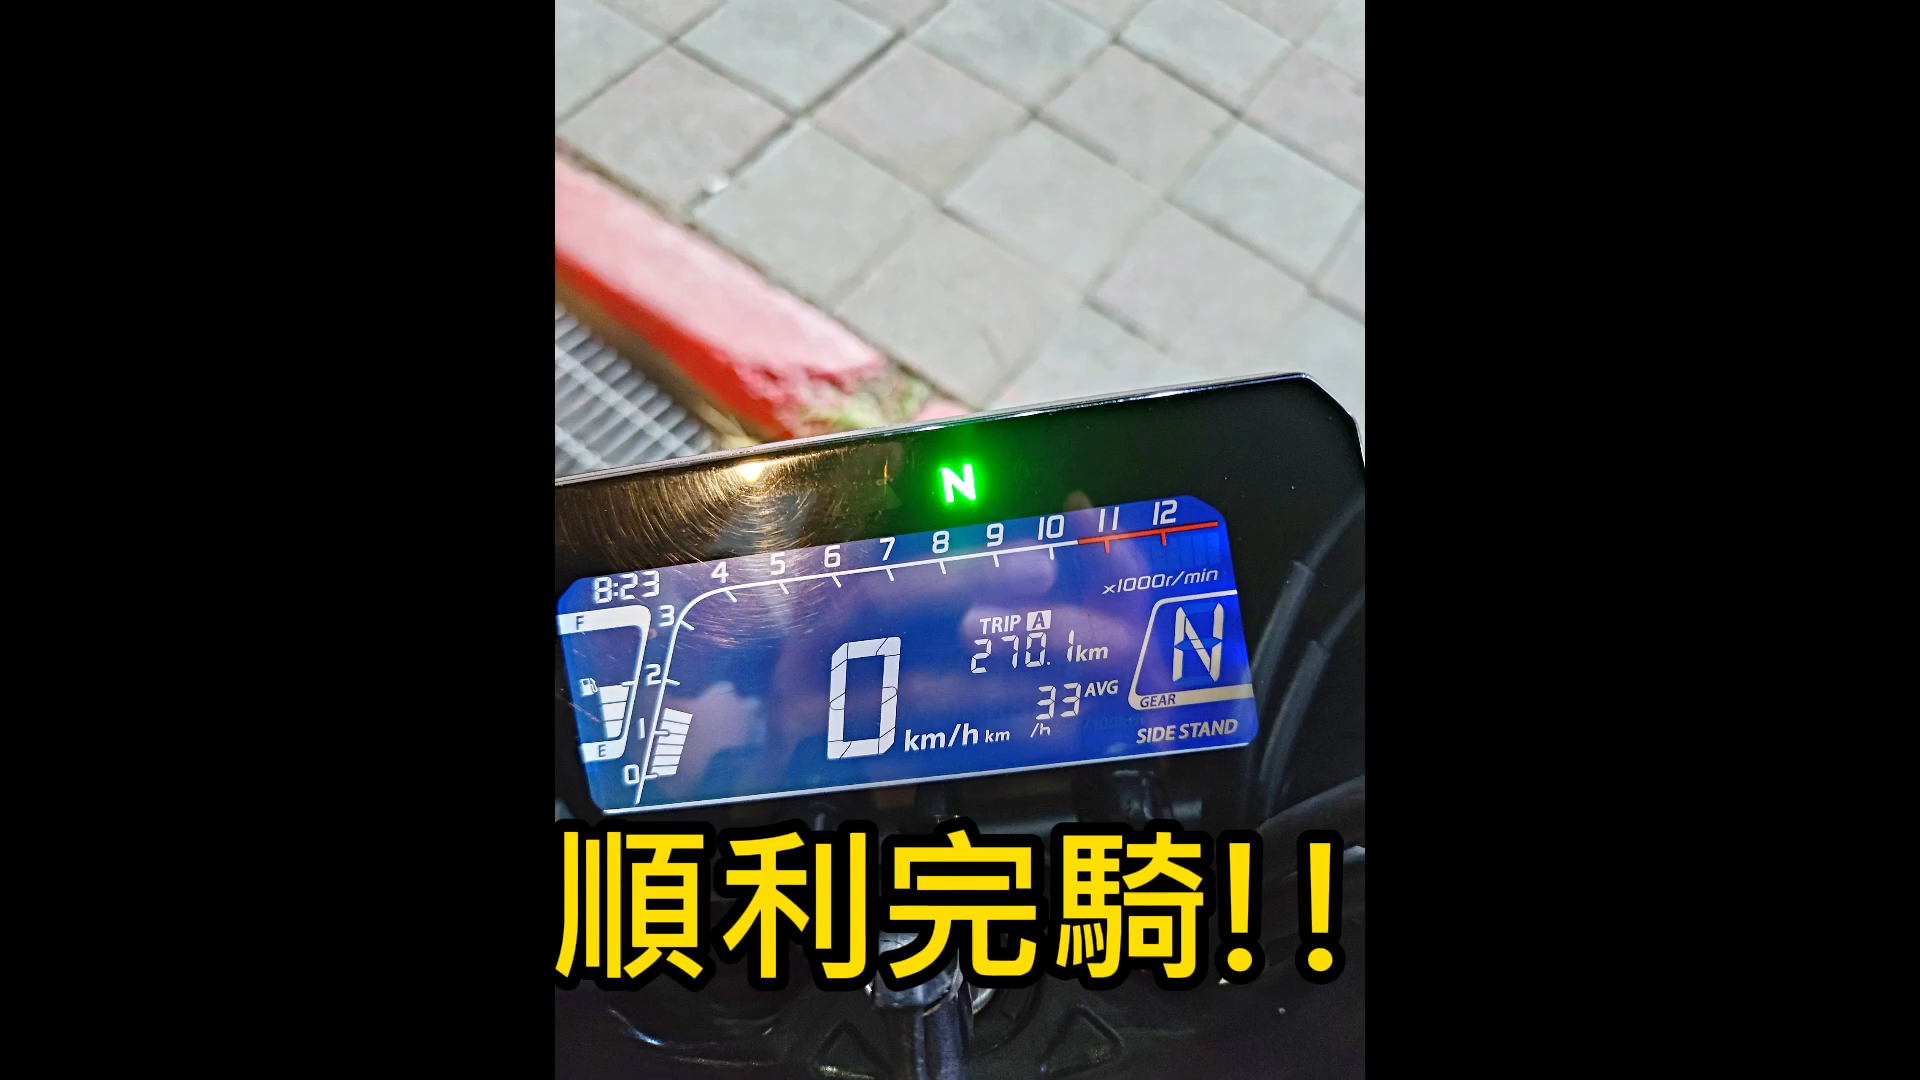 N
4 5 6 7 8 9 10 11 12
8:23
x1000r/min
F
3
TRIP A
270.1km
N
2
33 AVG
GEAR
1
0 km/h km/h
SIDE STAND
E
0
順利完騎!!